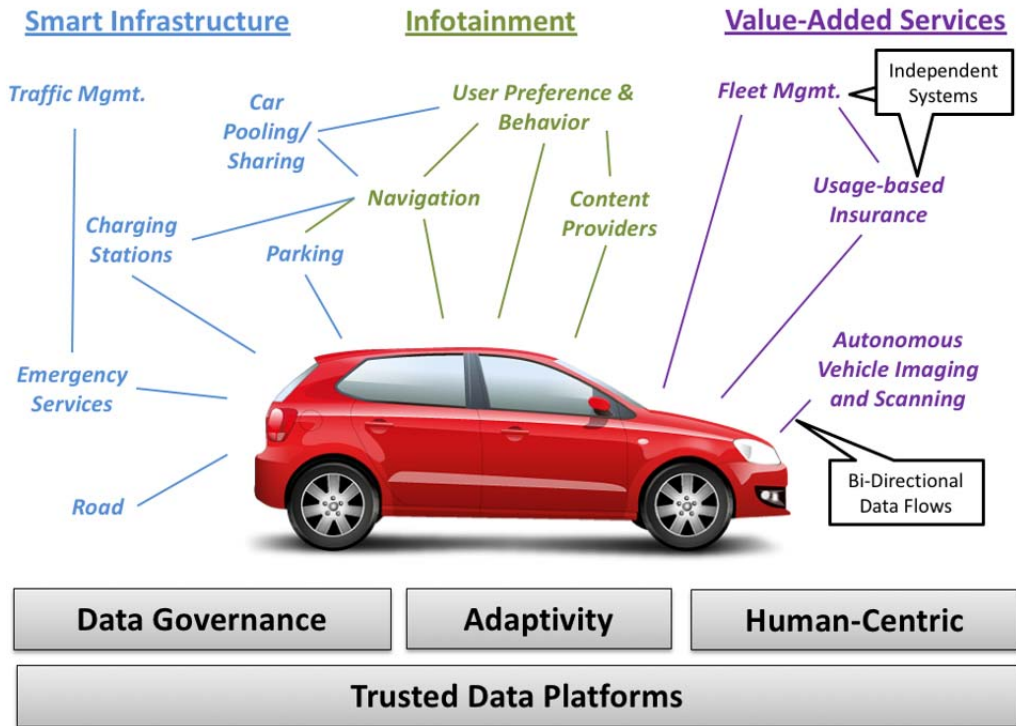 Smart Infrastructure
Infotainment
Value-Added Services
Traffic Mgmt.
Car
Pooling/
Sharing
User Preference &
Behavior
Fleet Mgmt.
Independent
Systems
Charging
Stations
Navigation
Parking
Content
Providers
Usage-based
Insurance
Emergency
Services
Autonomous
Vehicle Imaging
and Scanning
Road
Bi-Directional
Data Flows
Data Governance
Adaptivity
Human-Centric
Trusted Data Platforms